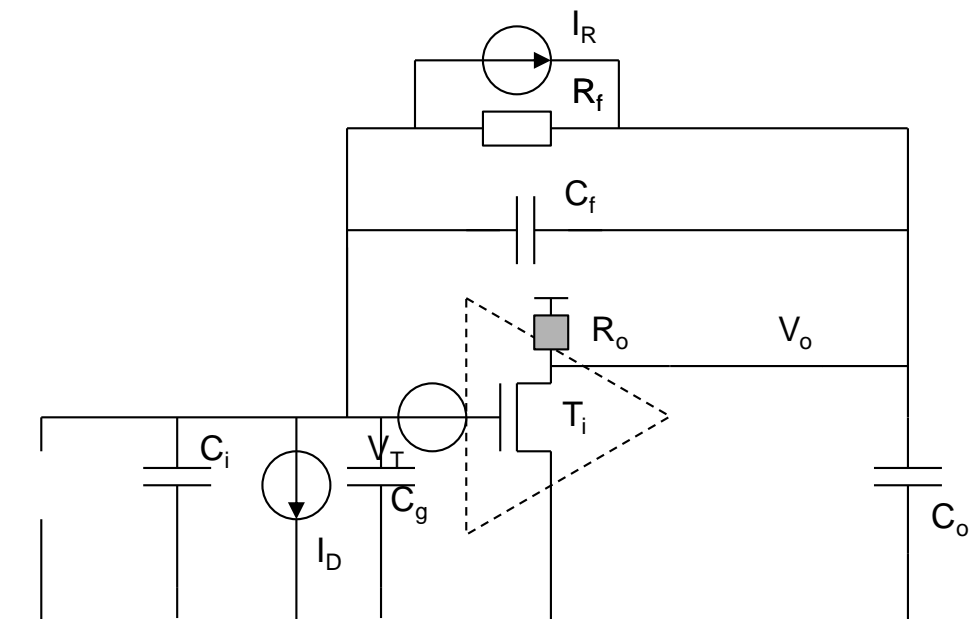 I_R
R_f
C_f
R_o
V_o
T_i
C_i
V_T
C_g
I_D
C_o